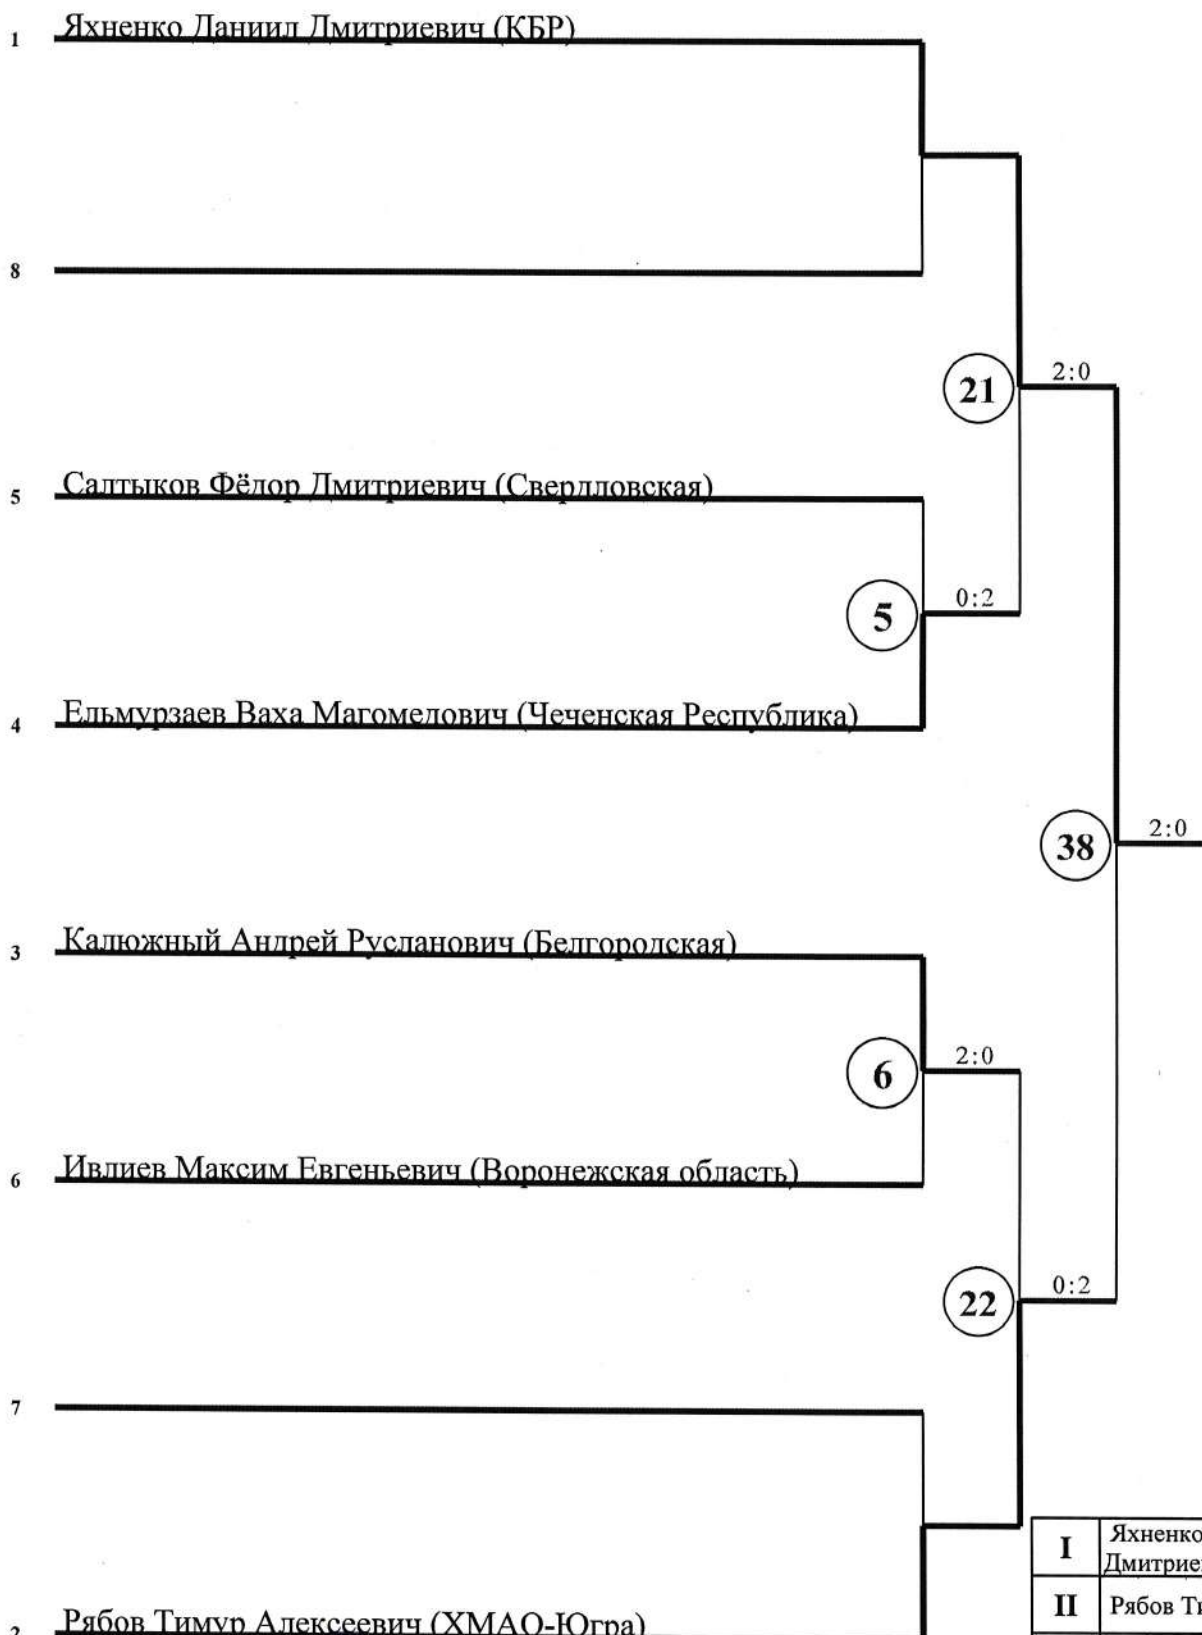 1 Яхненко Даниил Дмитриевич (КБР)
8
21 2:0
5 Салтыков Фёдор Дмитриевич (Свердловская)
5 0:2
4 Ельмурзаев Ваха Магомедович (Чеченская Республика)
38 2:0
3 Калюжный Андрей Русланович (Белгородская)
6 2:0
6 Ивлиев Максим Евгеньевич (Воронежская область)
22 0:2
7
I Яхненко
Дмитрие
II Рябов Ти
2 Рябов Тимур Алексеевич (ХМАО-Югра)